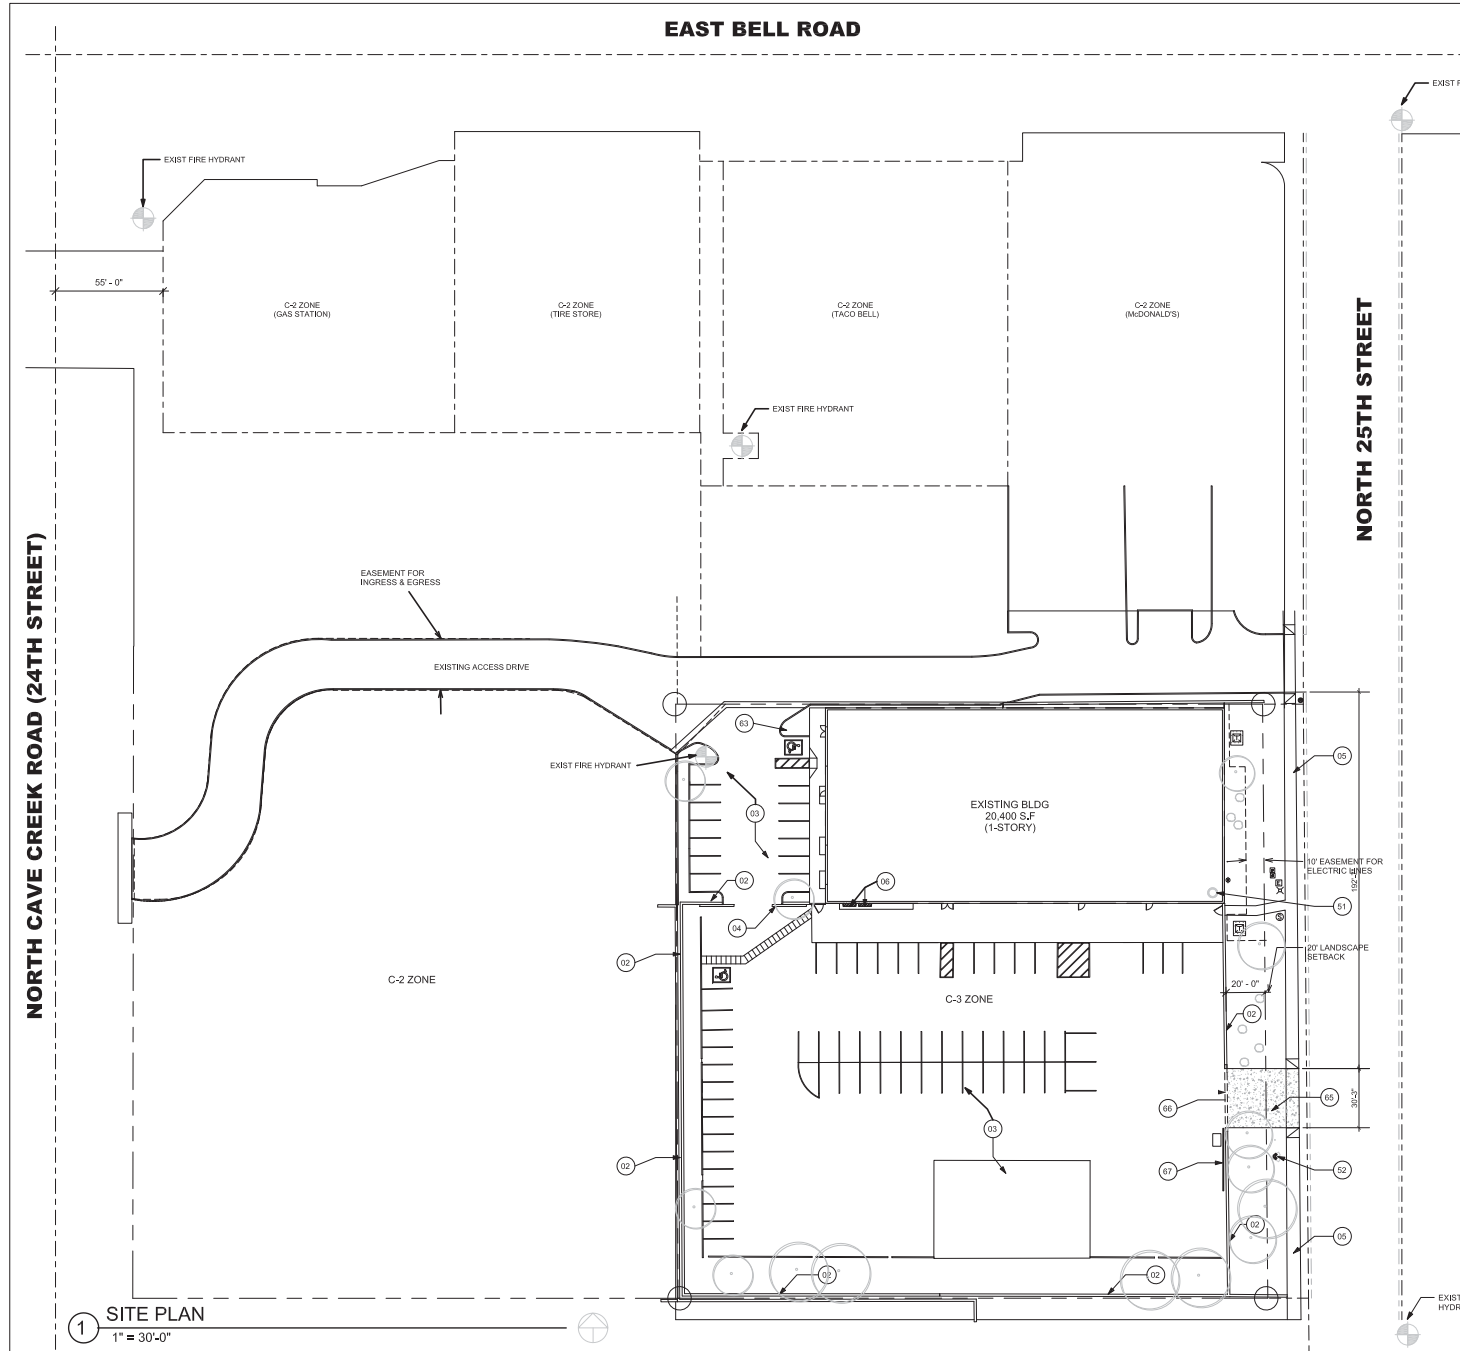 EAST BELL ROAD
EXIST F
EXIST FIRE HYDRANT
55' - 0"
C-2 ZONE
(GAS STATION)
C-2 ZONE
(TIRE STORE)
C-2 ZONE
(TACO BELL)
C-2 ZONE
(McDONALD'S)
NORTH 25TH STREET
EXIST FIRE HYDRANT
NORTH CAVE CREEK ROAD (24TH STREET)
EASEMENT FOR
INGRESS & EGRESS
EXISTING ACCESS DRIVE
63
EXIST FIRE HYDRANT
05
03
EXISTING BLDG
20,400 S.F
(1-STORY)
10' EASEMENT FOR
ELECTRIC LINES
02
06
51
04
02
20' LANDSCAPE
SETBACK
C-2 ZONE
C-3 ZONE
20' - 0"
02
66
65
30'-3"
03
02
67
52
02
05
02
02
EXIST
HYDR
1
SITE PLAN
1" = 30'-0"